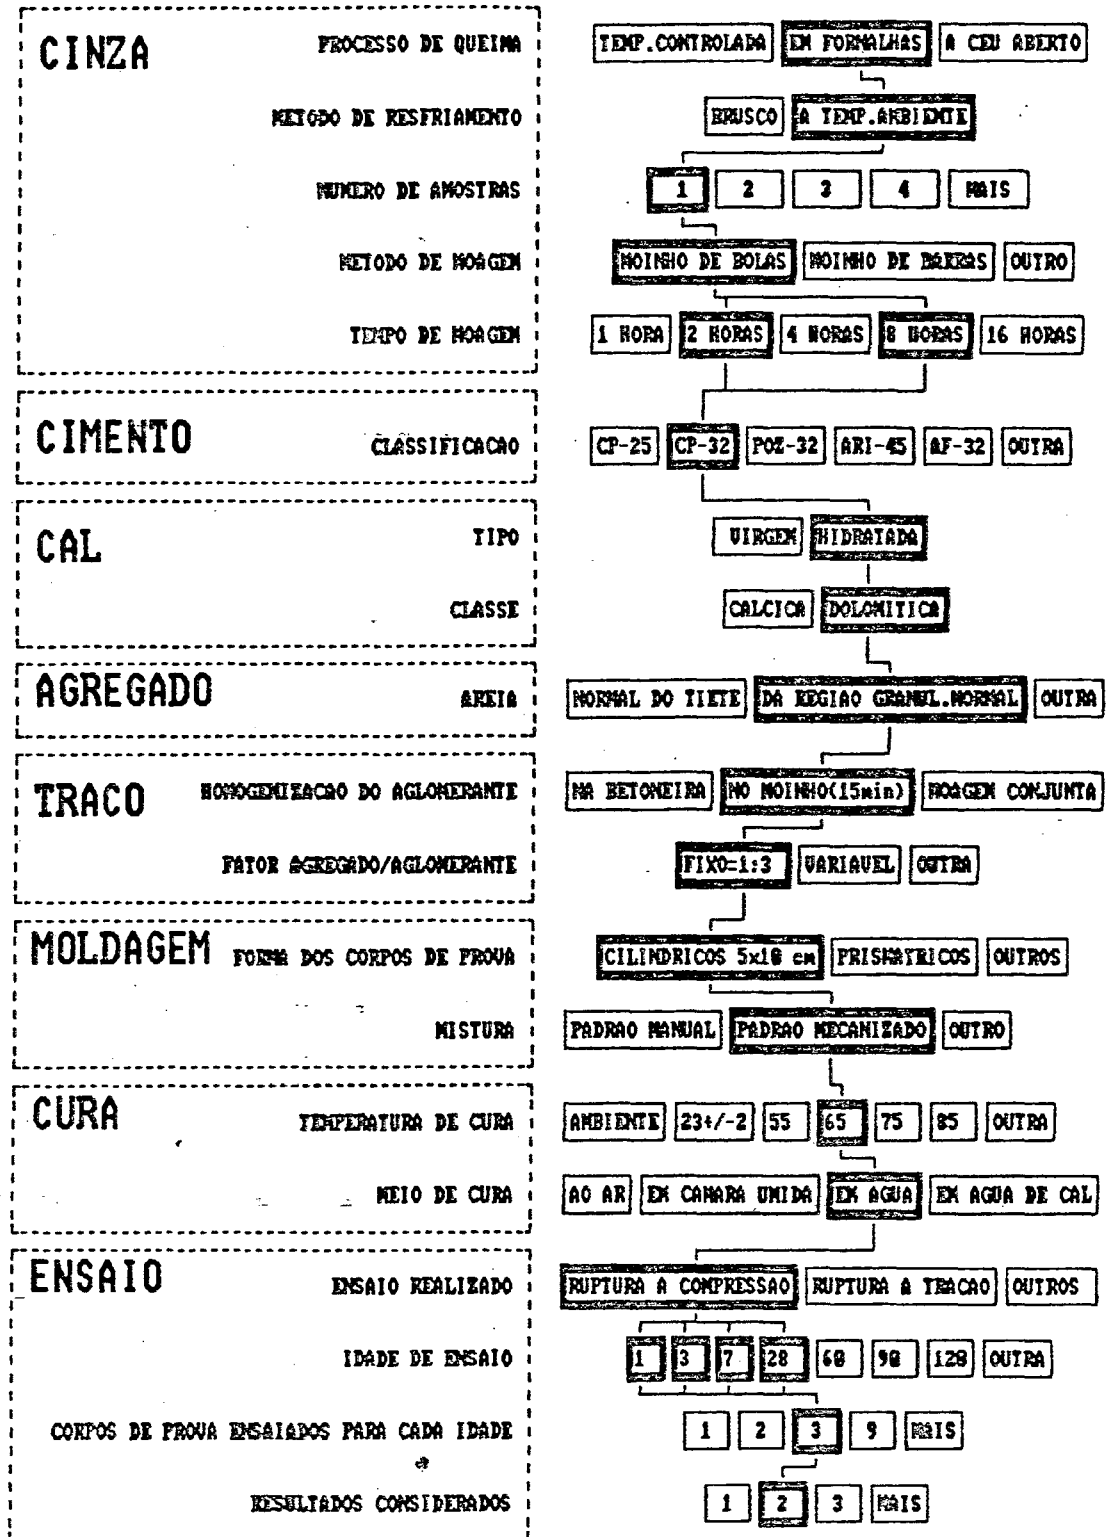 CINZA PROCESSO DE QUEIMA TEMP.CONTROLADA EM FORNALHAS A CEU ABERTO
METODO DE RESFRIAMENTO BRUSCO A TEMP.AMBIENTE
NUMERO DE AMOSTRAS 1 2 3 4 MAIS
METODO DE MOAGEM MOINHO DE BOLAS MOINHO DE BARRAS OUTRO
TEMPO DE MOAGEM 1 HORA 2 HORAS 4 HORAS 8 HORAS 16 HORAS
CIMENTO CLASSIFICACAO CP-25 CP-32 POZ-32 ARI-45 AF-32 OUTRA
CAL TIPO VIRGEM HIDRATADA
CLASSE CALCICA DOLOMITICA
AGREGADO AREIA NORMAL DO TIETE DA REGIAO GRANUL.NORMAL OUTRA
TRACO HOMOGENIZACAO DO AGLOMERANTE NA BETONEIRA NO MOINHO(15min) MOAGEM CONJUNTA
FATOR AGREGADO/AGLOMERANTE FIXO=1:3 VARIAVEL OUTRA
MOLDAGEM FORMA DOS CORPOS DE PROVA CILINDRICOS 5x10 cm PRISMATRICOS OUTROS
MISTURA PADRAO MANUAL PADRAO MECANIZADO OUTRO
CURA TEMPERATURA DE CURA AMBIENTE 23+/-2 55 65 75 85 OUTRA
MEIO DE CURA AO AR EM CAMARA UMIDA EM AGUA EM AGUA DE CAL
ENSAIO ENSAIO REALIZADO RUPTURA A COMPRESSAO RUPTURA A TRACAO OUTROS
IDADE DE ENSAIO 1 3 7 28 60 90 120 OUTRA
CORPOS DE PROVA ENSAIADOS PARA CADA IDADE 1 2 3 9 MAIS
RESULTADOS CONSIDERADOS 1 2 3 MAIS